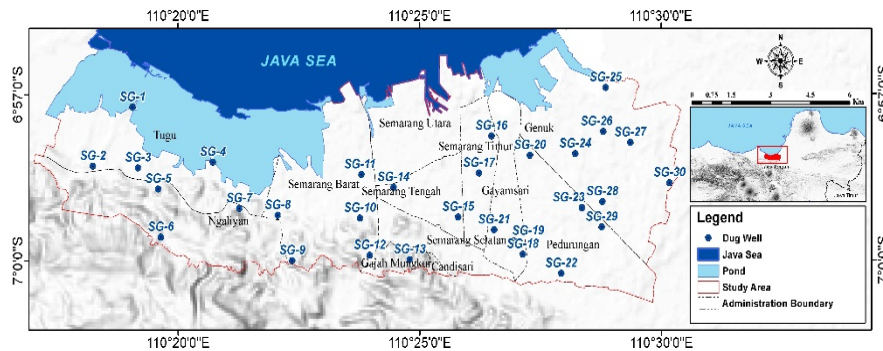 110°20'0"E
110°25'0"E
110°30'0"E
6°57'0"S
6°57'0"S
7°0'0"S
7°0'0"S
JAVA SEA
SG-1
SG-2
SG-3
SG-4
SG-5
SG-6
SG-7
SG-8
SG-9
SG-10
SG-11
SG-12
SG-13
SG-14
SG-15
SG-16
SG-17
SG-18
SG-19
SG-20
SG-21
SG-22
SG-23
SG-24
SG-25
SG-26
SG-27
SG-28
SG-29
SG-30
Tugu
Ngaliyan
Semarang Barat
Semarang Utara
Semarang Tengah
Semarang Timur
Genuk
Gayamsari
Semarang Selatan
Pedurungan
Gajah Mungkur
Candisari
N
W
E
S
0 0.75 1.5 3 4.5 6
Km
JAVA SEA
Jawa Timur
Legend
Dug Well
Java Sea
Pond
Study Area
Administration Boundary
110°20'0"E
110°25'0"E
110°30'0"E